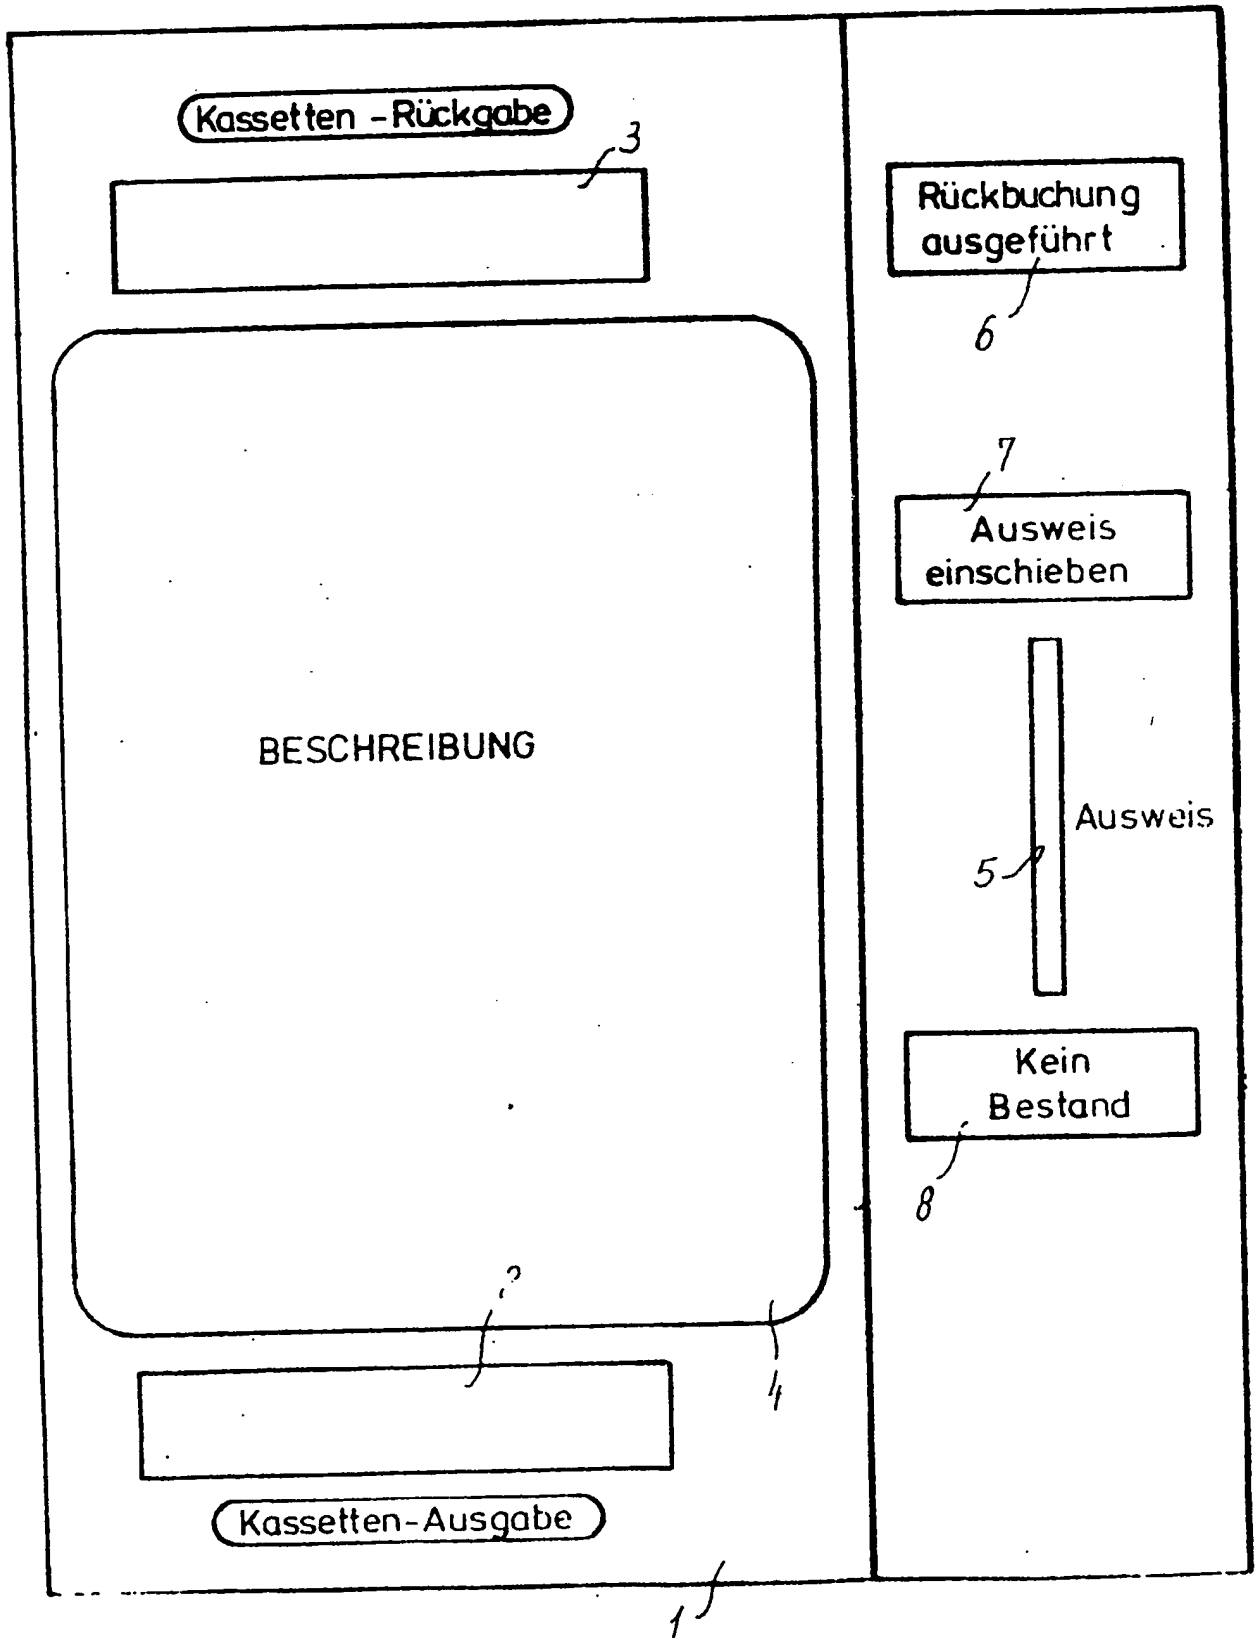 Kassetten - Rückgabe
3
Rückbuchung
ausgeführt
6
7
Ausweis
einschieben
BESCHREIBUNG
Ausweis
5
Kein
Bestand
8
4
Kassetten-Ausgabe
1